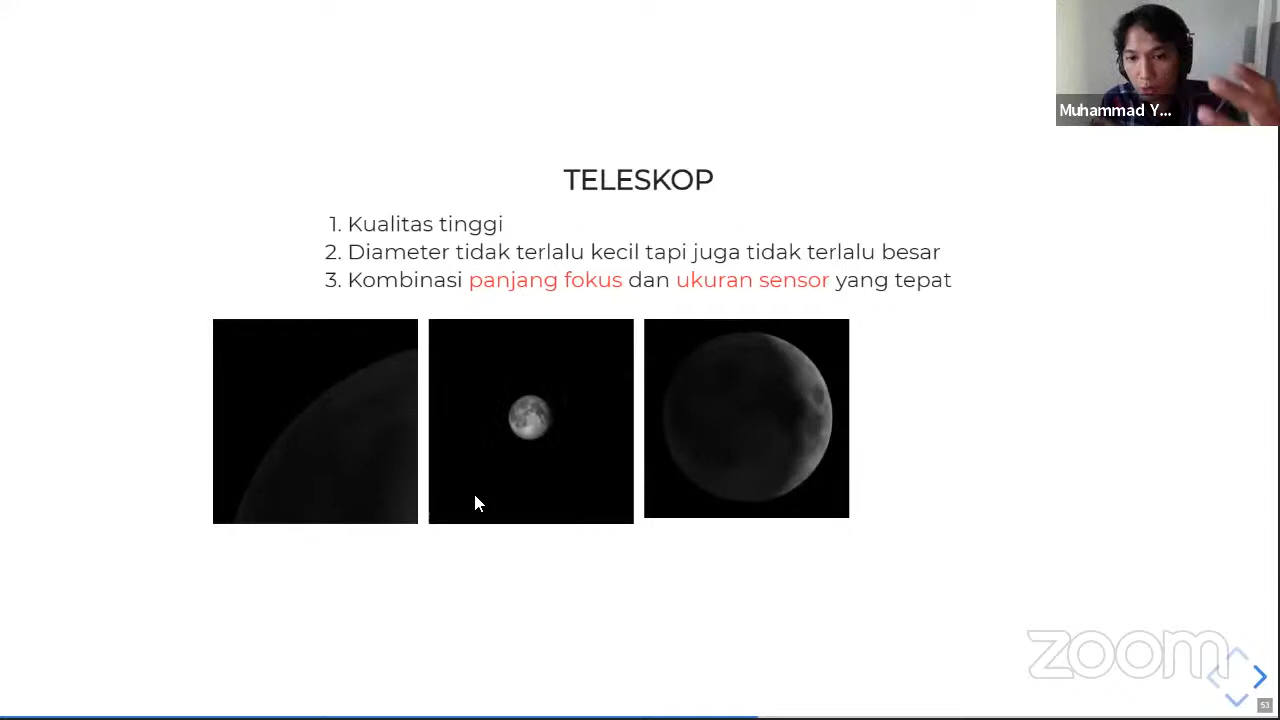 Muhammad Y...
TELESKOP
1. Kualitas tinggi
2. Diameter tidak terlalu kecil tapi juga tidak terlalu besar
3. Kombinasi panjang fokus dan ukuran sensor yang tepat
zoom
53